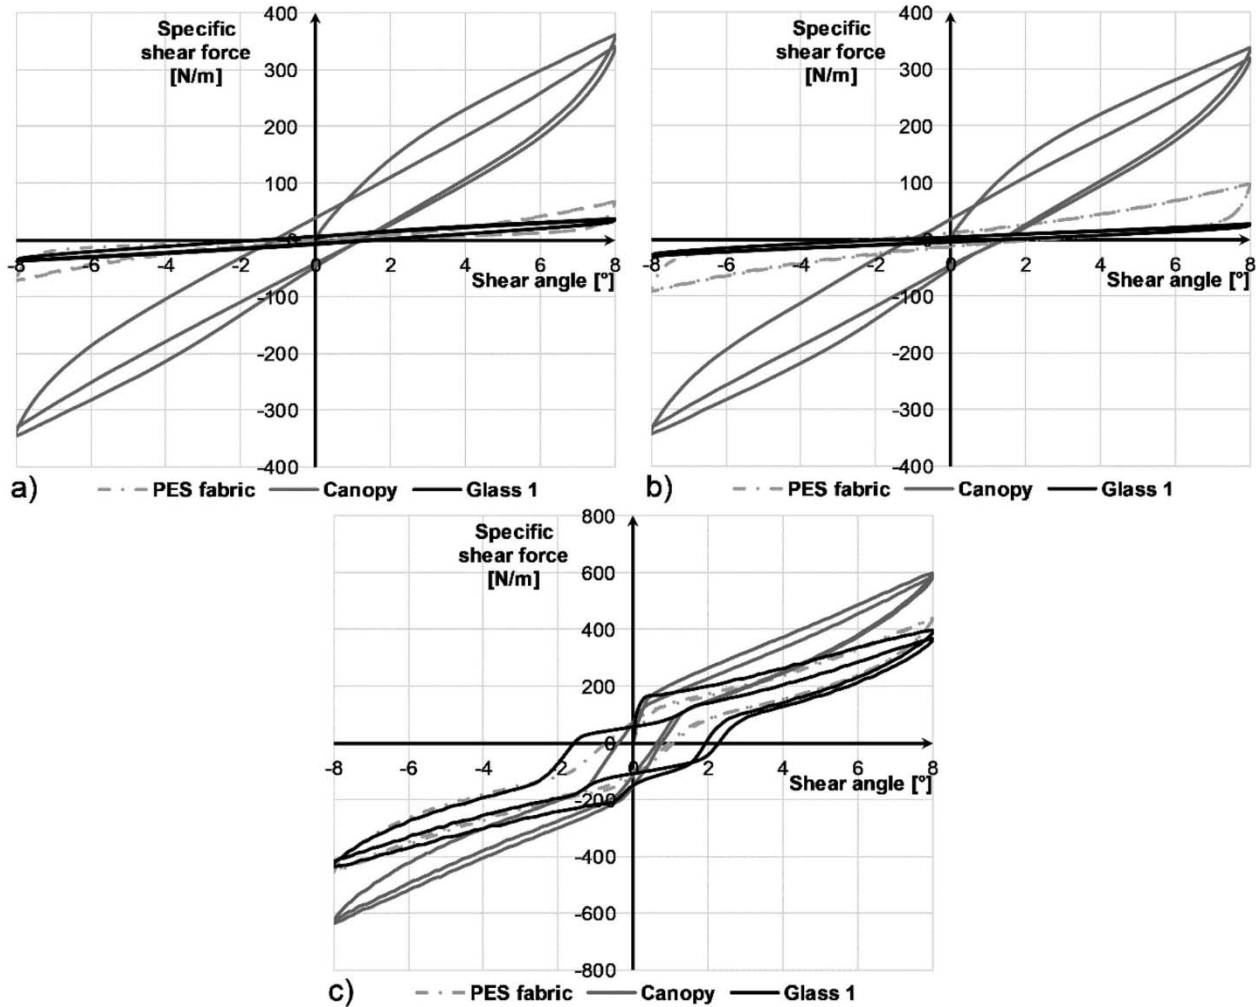 400
Specific
shear force
[N/m]
300
200
100
0
-8 -6 -4 -2 0 2 4 6 8
Shear angle [°]
-100
-200
-300
-400
a) PES fabric Canopy Glass 1
400
Specific
shear force
[N/m]
300
200
100
0
-8 -6 -4 -2 0 2 4 6 8
Shear angle [°]
-100
-200
-300
-400
b) PES fabric Canopy Glass 1
800
Specific
shear force
[N/m]
600
400
200
0
-8 -6 -4 -2 0 2 4 6 8
Shear angle [°]
-200
-400
-600
-800
c) PES fabric Canopy Glass 1